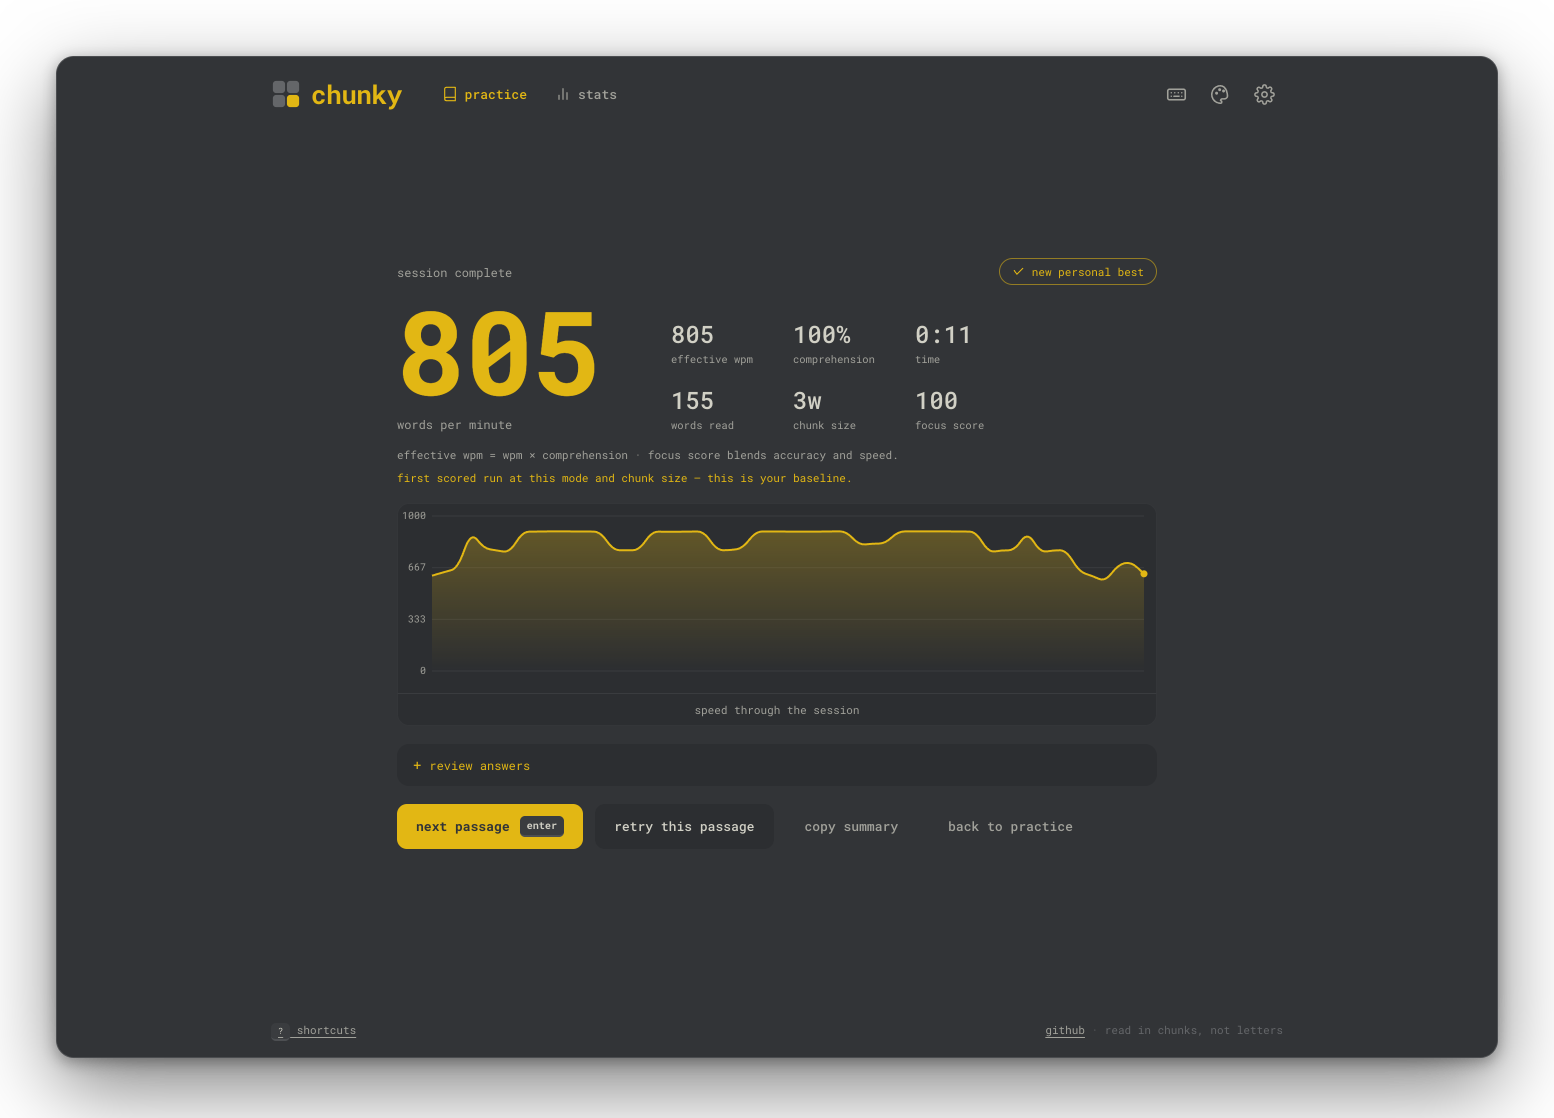 chunky practice stats
session complete
new personal best
805
words per minute
805 100% 0:11
effective wpm comprehension time
155 3w 100
words read chunk size focus score
effective wpm = wpm × comprehension · focus score blends accuracy and speed.
first scored run at this mode and chunk size — this is your baseline.
1000
667
333
0
speed through the session
+ review answers
next passage enter retry this passage copy summary back to practice
? shortcuts github · read in chunks, not letters